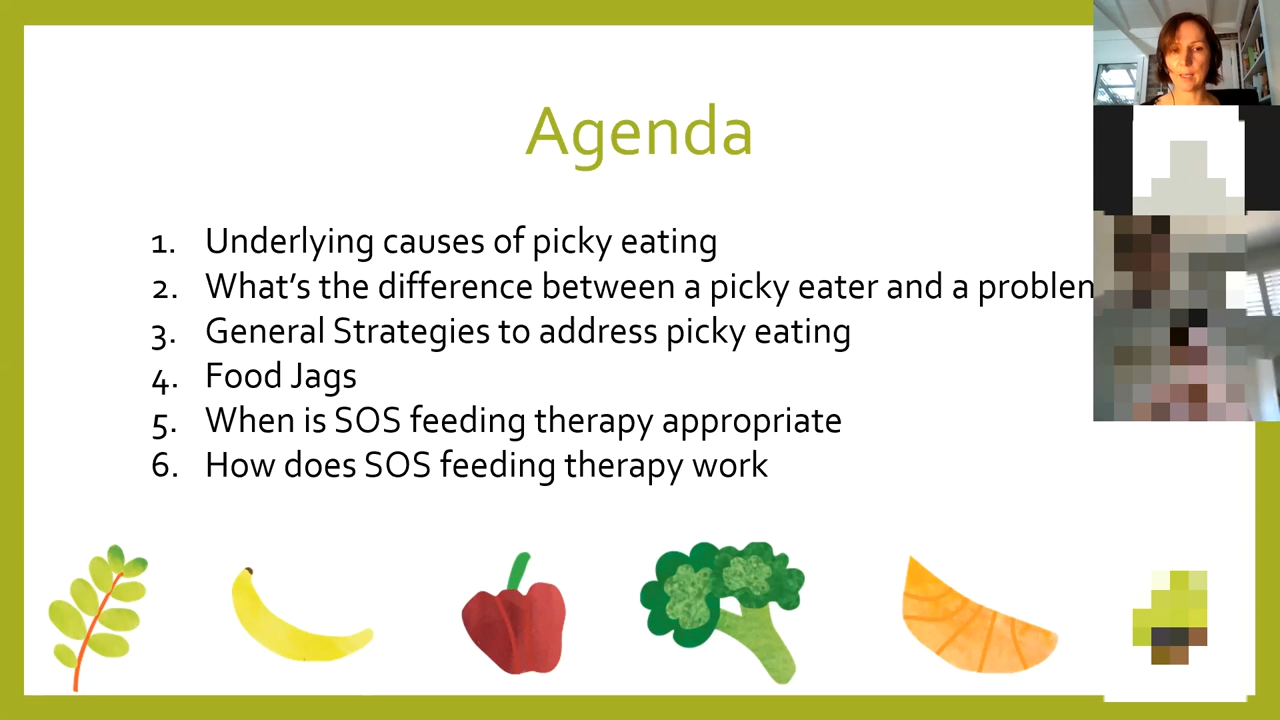 Agenda
1. Underlying causes of picky eating
2. What's the difference between a picky eater and a
3. General Strategies to address picky eating
4. Food Jags
5. When is SOS feeding therapy appropriate
6. How does SOS feeding therapy work